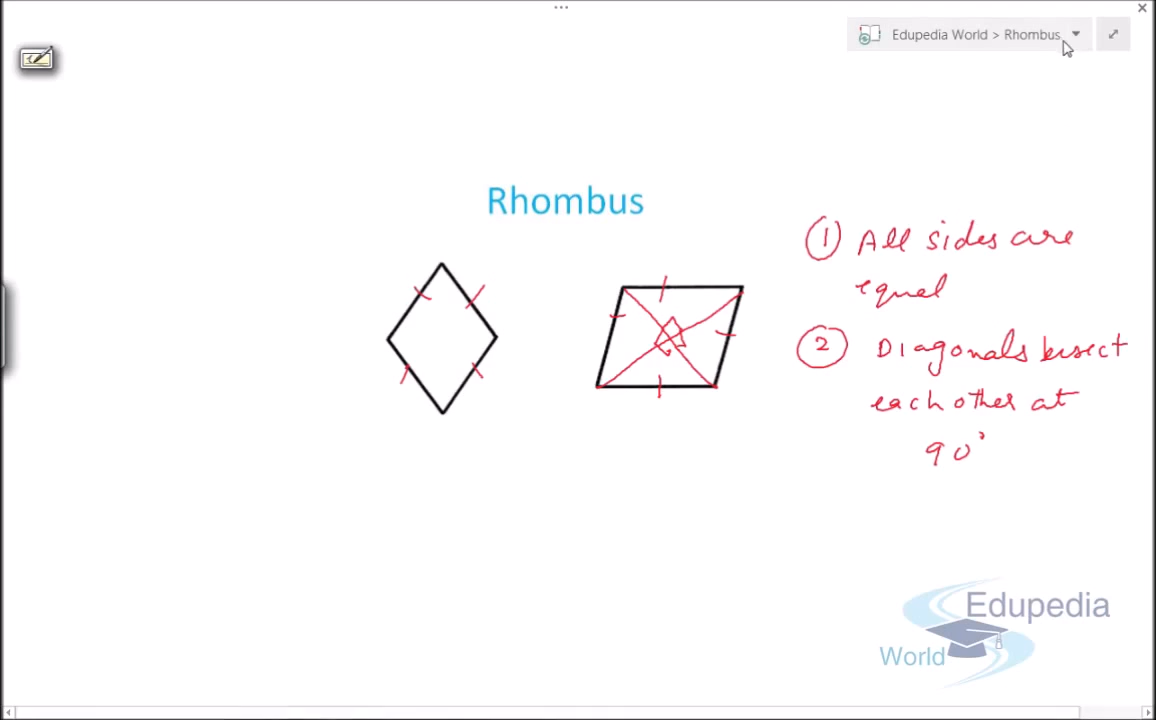 Edupedia World > Rhombus
Rhombus
1 All sides are
equal
2 Diagonals bisect
each other at
90°
Edupedia
World